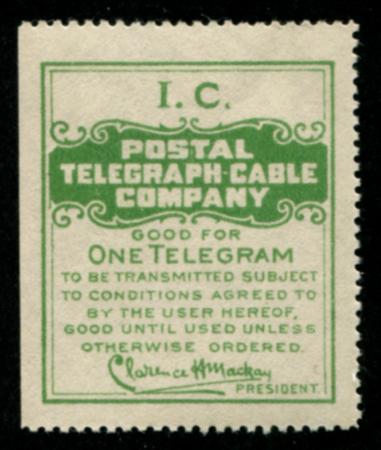 I. C.
POSTAL
TELEGRAPH-CABLE
COMPANY
GOOD FOR
ONE TELEGRAM
TO BE TRANSMITTED SUBJECT
TO CONDITIONS AGREED TO
BY THE USER HEREOF,
GOOD UNTIL USED UNLESS
OTHERWISE ORDERED.
Clarence H Mackay
PRESIDENT.